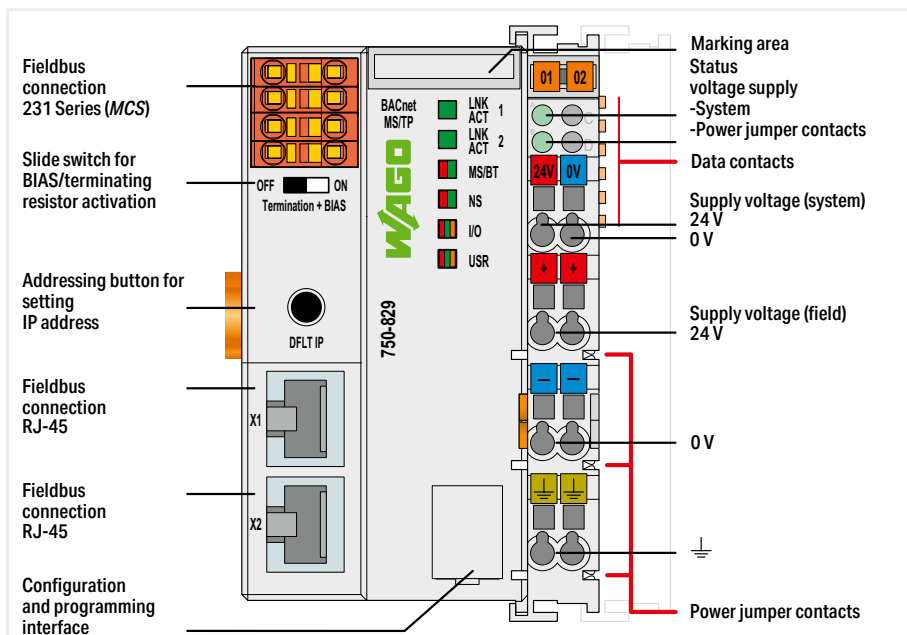 Fieldbus
connection
231 Series (MCS)
Slide switch for
BIAS/terminating
resistor activation
Addressing button for
setting
IP address
Fieldbus
connection
RJ-45
Fieldbus
connection
RJ-45
Configuration
and programming
interface
OFF ON
Termination + BIAS
DFLT IP
X1
X2
BACnet
MS/TP
WAGO
750-829
LNK
ACT 1
LNK
ACT 2
MS/BT
NS
I/O
USR
01 02
C
D
24V 0V
+ +
— —
Marking area
Status
voltage supply
-System
-Power jumper contacts
Data contacts
Supply voltage (system)
24 V
0 V
Supply voltage (field)
24 V
0 V
Power jumper contacts